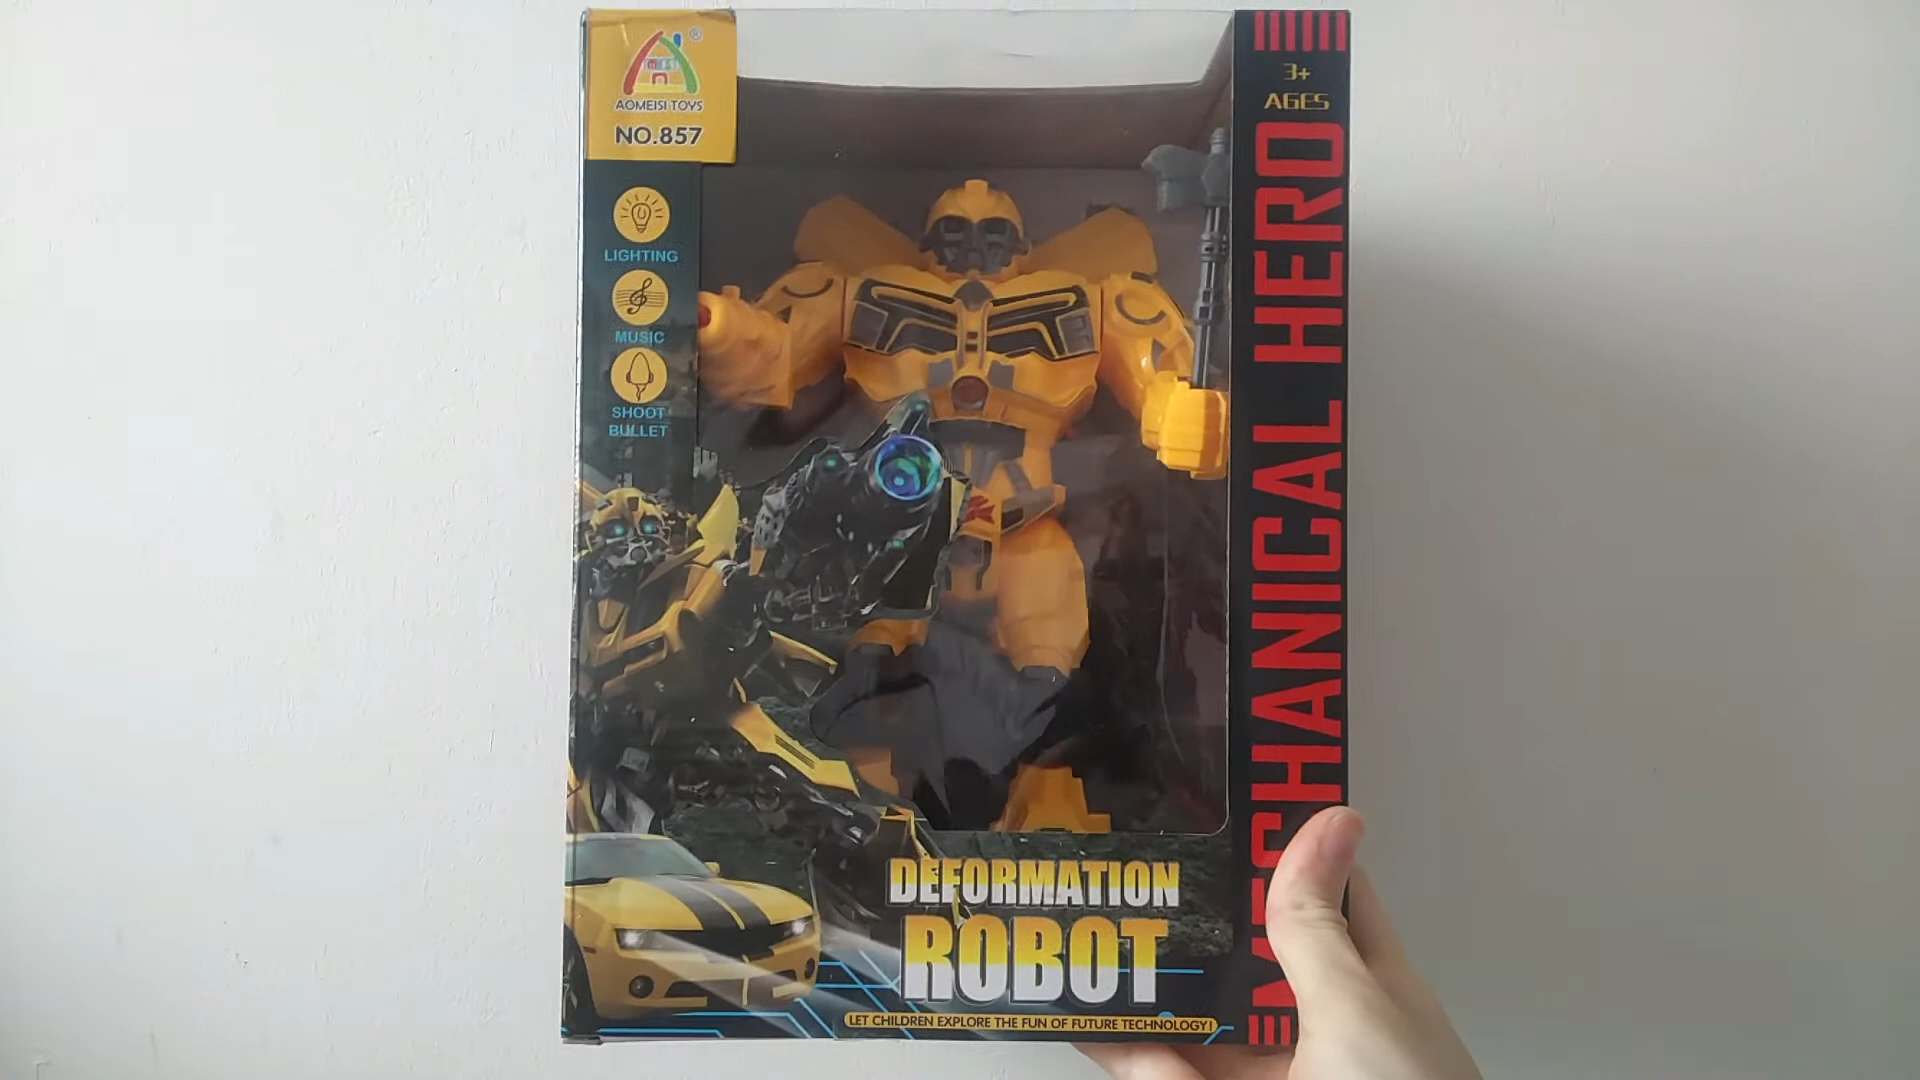 ®
AOMEISI TOYS
NO.857
LIGHTING
MUSIC
SHOOT
BULLET
3+
AGES
MECHANICAL HERO
DEFORMATION
ROBOT
LET CHILDREN EXPLORE THE FUN OF FUTURE TECHNOLOGY!